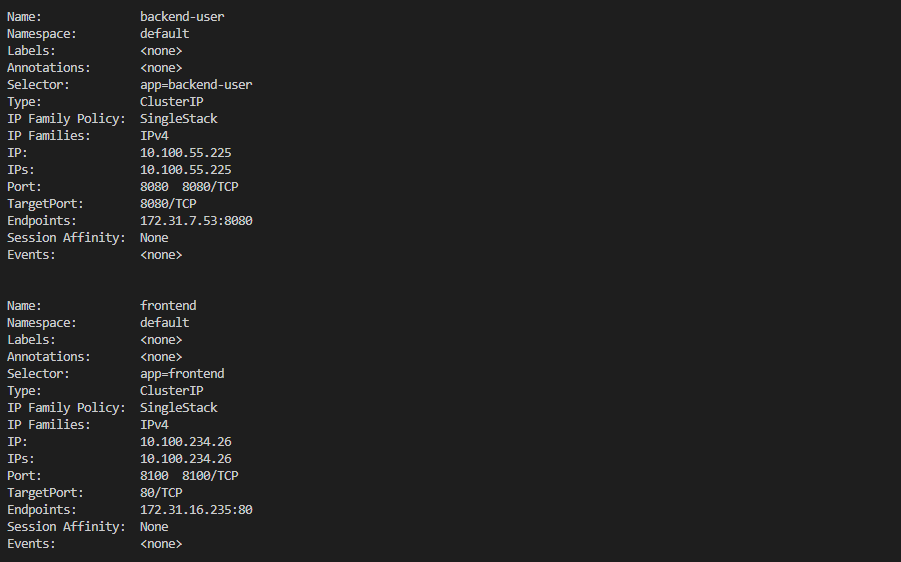 Name:              backend-user
Namespace:         default
Labels:            <none>
Annotations:       <none>
Selector:          app=backend-user
Type:              ClusterIP
IP Family Policy:  SingleStack
IP Families:       IPv4
IP:                10.100.55.225
IPs:               10.100.55.225
Port:              8080  8080/TCP
TargetPort:        8080/TCP
Endpoints:         172.31.7.53:8080
Session Affinity:  None
Events:            <none>
Name:              frontend
Namespace:         default
Labels:            <none>
Annotations:       <none>
Selector:          app=frontend
Type:              ClusterIP
IP Family Policy:  SingleStack
IP Families:       IPv4
IP:                10.100.234.26
IPs:               10.100.234.26
Port:              8100  8100/TCP
TargetPort:        80/TCP
Endpoints:         172.31.16.235:80
Session Affinity:  None
Events:            <none>